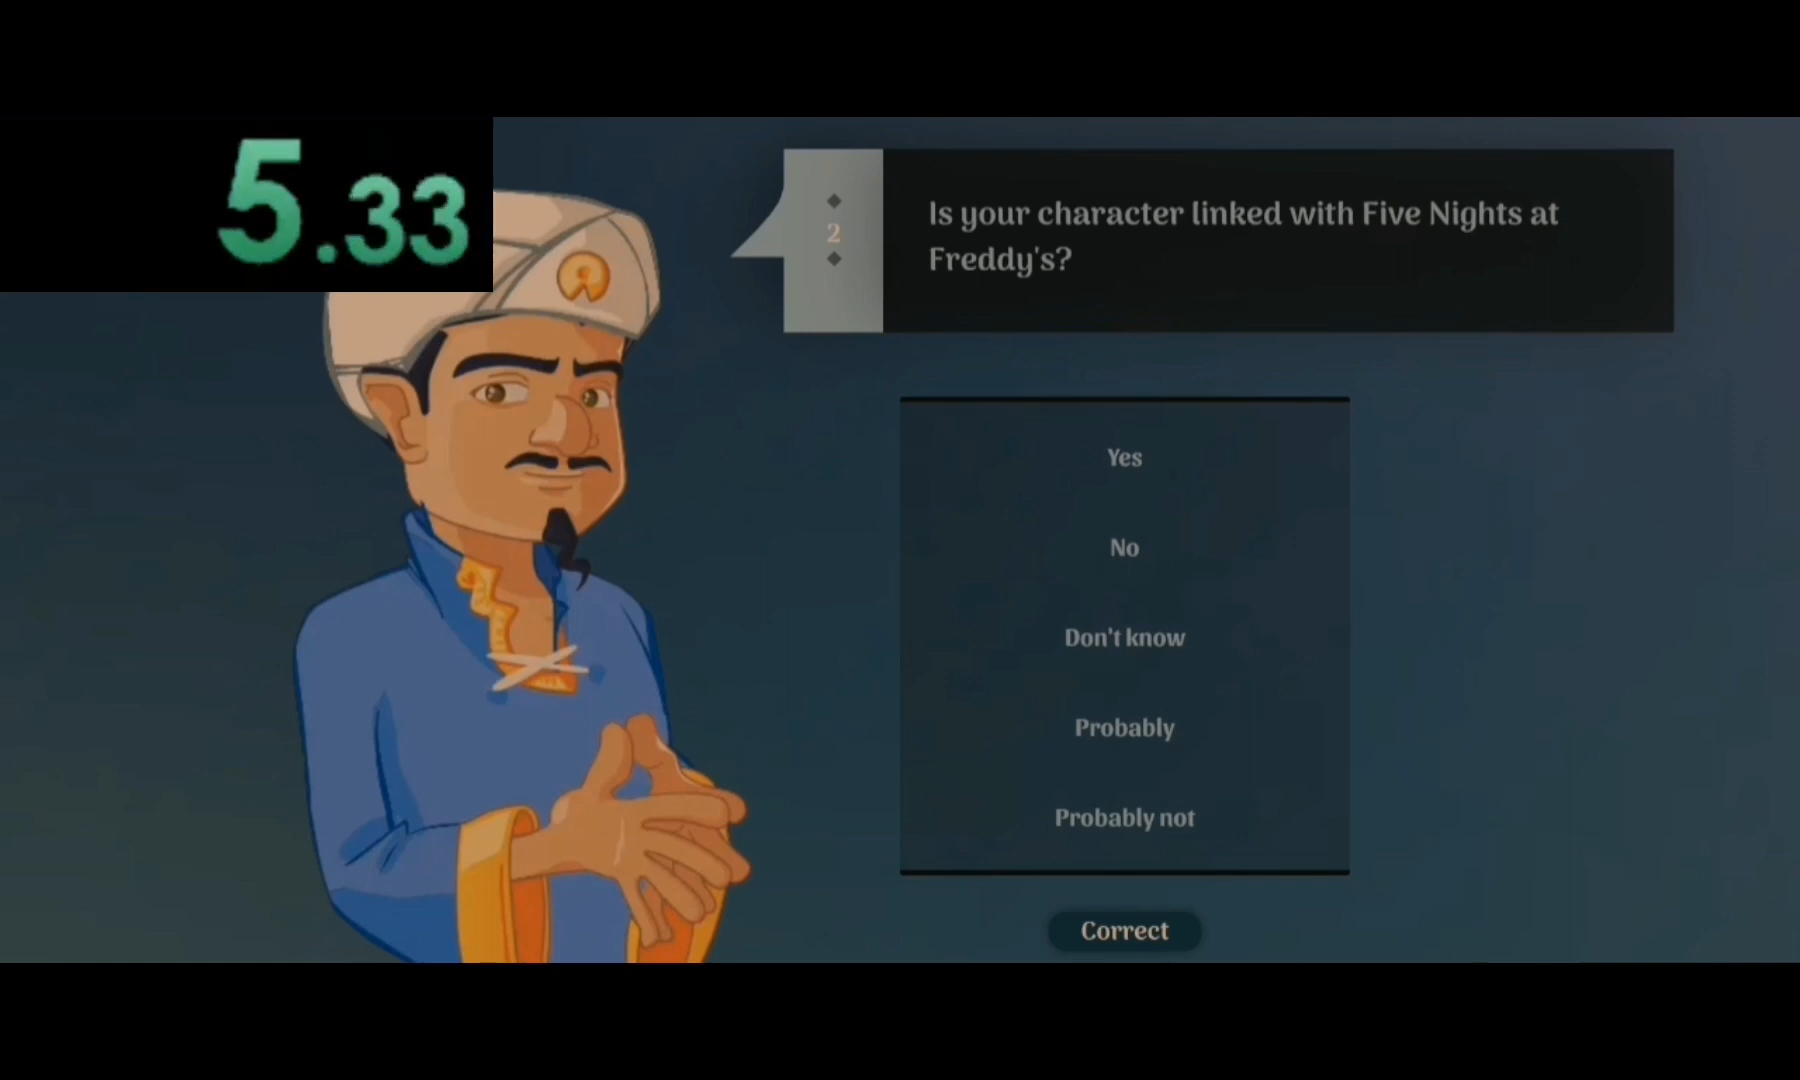 5.33
2
Is your character linked with Five Nights at
Freddy's?
Yes
No
Don't know
Probably
Probably not
Correct